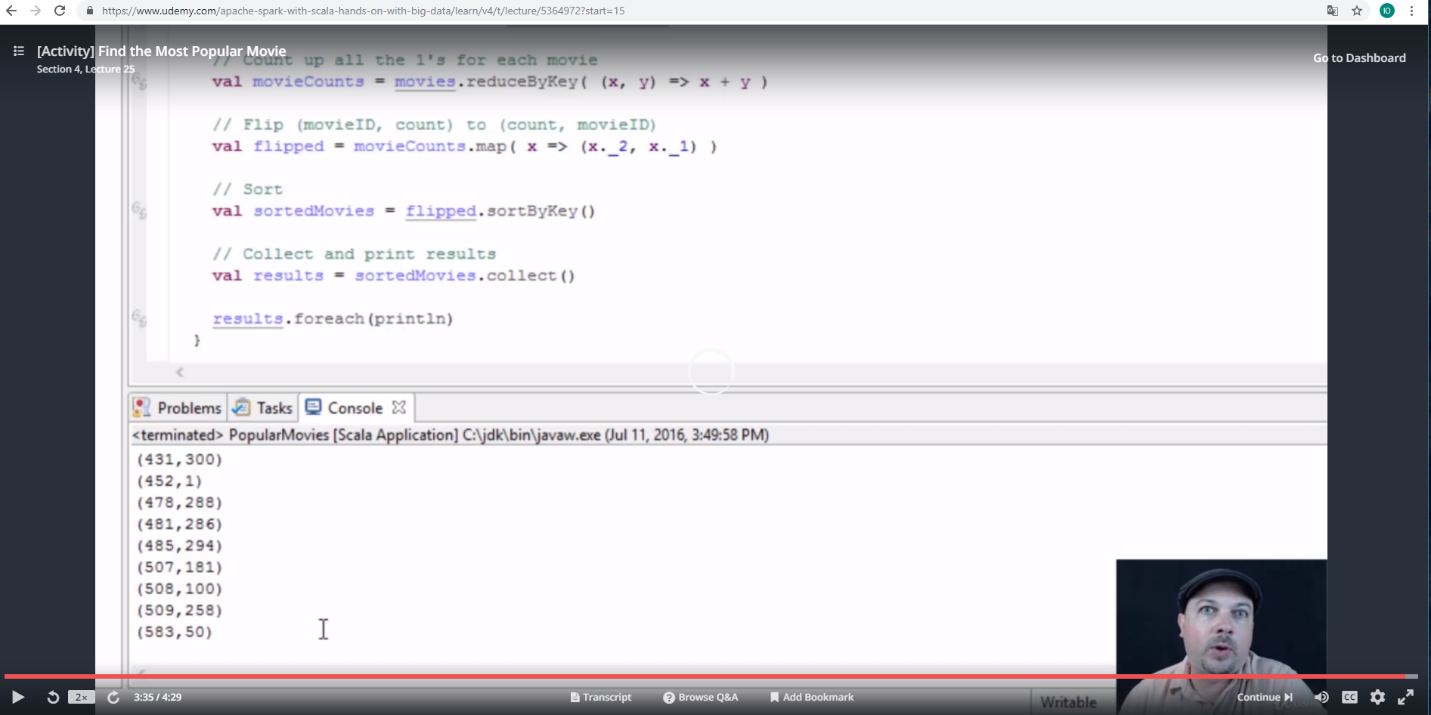 https://www.udemy.com/apache-spark-with-scala-hands-on-with-big-data/learn/v4/t/lecture/5364972?start=15
Ю
[Activity] Find the Most Popular Movie
Section 4, Lecture 25
Go to Dashboard
// Count up all the 1's for each movie
val movieCounts = movies.reduceByKey( (x, y) => x + y )
// Flip (movieID, count) to (count, movieID)
val flipped = movieCounts.map( x => (x._2, x._1) )
// Sort
val sortedMovies = flipped.sortByKey()
// Collect and print results
val results = sortedMovies.collect()
results.foreach(println)
}
Problems Tasks Console
<terminated> PopularMovies [Scala Application] C:\jdk\bin\javaw.exe (Jul 11, 2016, 3:49:58 PM)
(431,300)
(452,1)
(478,288)
(481,286)
(485,294)
(507,181)
(508,100)
(509,258)
(583,50)
2x 3:35 / 4:29 Transcript Browse Q&A Add Bookmark Writable Continue CC